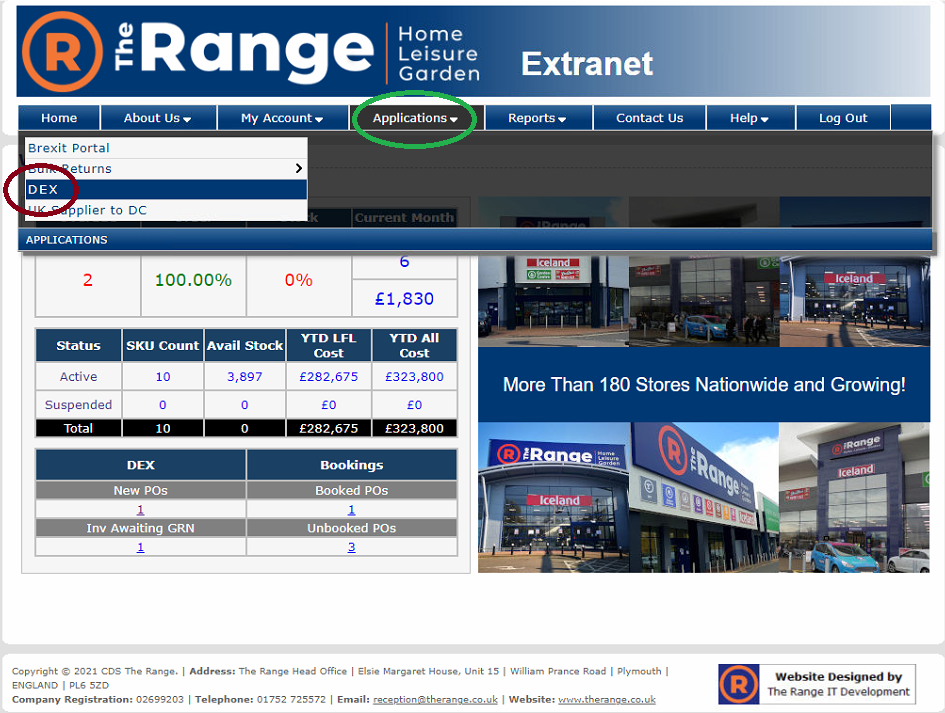 The Range
Home
Leisure
Garden
Extranet
Home About Us My Account Applications Reports Contact Us Help Log Out
Brexit Portal
Bulk Returns
DEX
UK Supplier to DC
Current Month
APPLICATIONS
2 100.00% 0% 6
£1,830
Status SKU Count Avail Stock YTD LFL Cost YTD All Cost
Active 10 3,897 £282,675 £323,800
Suspended 0 0 £0 £0
Total 10 0 £282,675 £323,800
DEX Bookings
New POs Booked POs
1 1
Inv Awaiting GRN Unbooked POs
1 3
The Range
Iceland
Iceland
More Than 180 Stores Nationwide and Growing!
The Range Home Leisure Garden
Iceland
The Range
The Range
Iceland
Copyright © 2021 CDS The Range. | Address: The Range Head Office | Elsie Margaret House, Unit 15 | William Prance Road | Plymouth |
ENGLAND | PL6 5ZD
Company Registration: 02699203 | Telephone: 01752 725572 | Email: reception@therange.co.uk | Website: www.therange.co.uk
Website Designed by
The Range IT Development